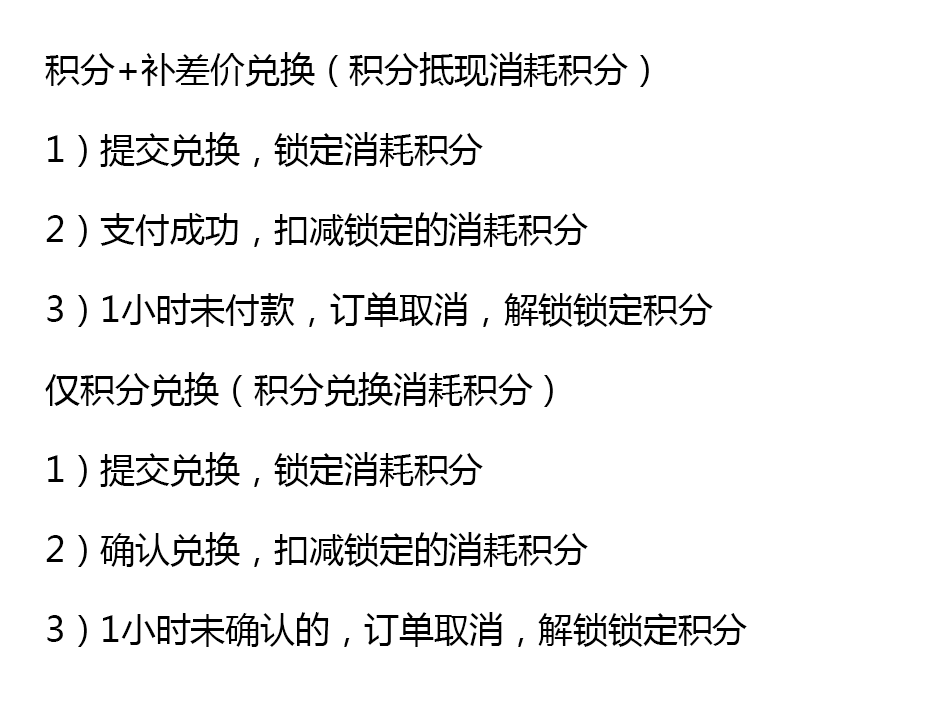 积分+补差价兑换（积分抵现消耗积分）
1）提交兑换，锁定消耗积分
2）支付成功，扣减锁定的消耗积分
3）1小时未付款，订单取消，解锁锁定积分
仅积分兑换（积分兑换消耗积分）
1）提交兑换，锁定消耗积分
2）确认兑换，扣减锁定的消耗积分
3）1小时未确认的，订单取消，解锁锁定积分